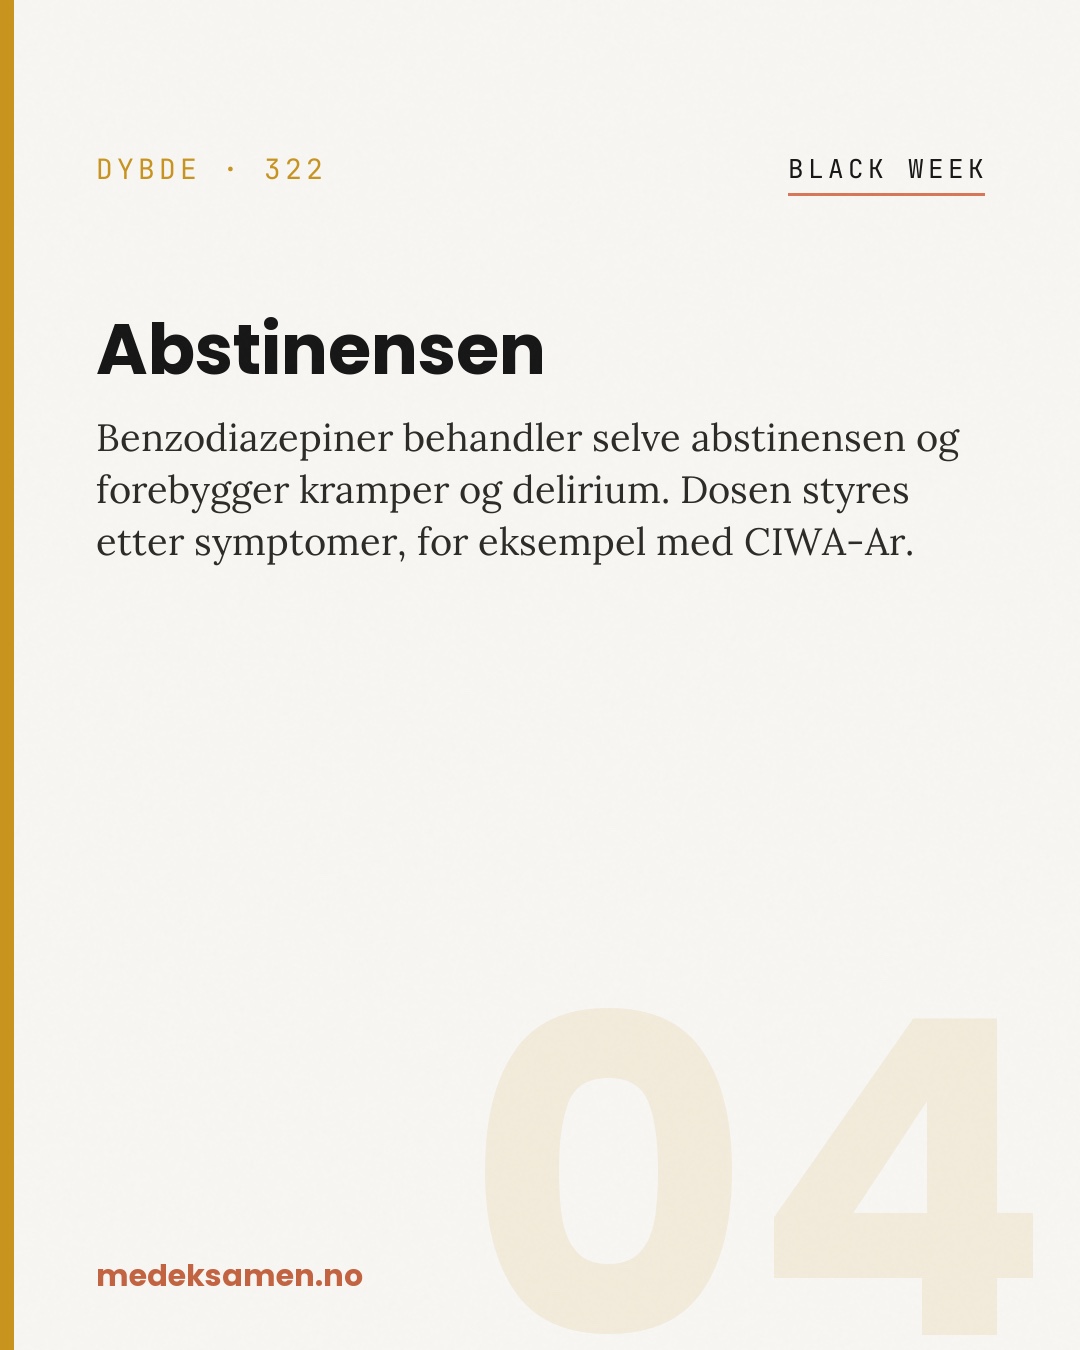 DYBDE · 322
BLACK WEEK
Abstinensen
Benzodiazepiner behandler selve abstinensen og
forebygger kramper og delirium. Dosen styres
etter symptomer, for eksempel med CIWA-Ar.
04
medeksamen.no